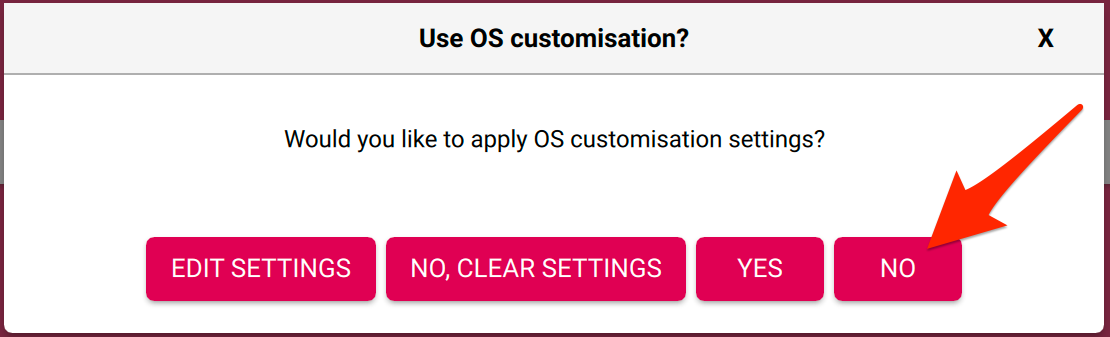 Use OS customisation? X
Would you like to apply OS customisation settings?
EDIT SETTINGS NO, CLEAR SETTINGS YES NO